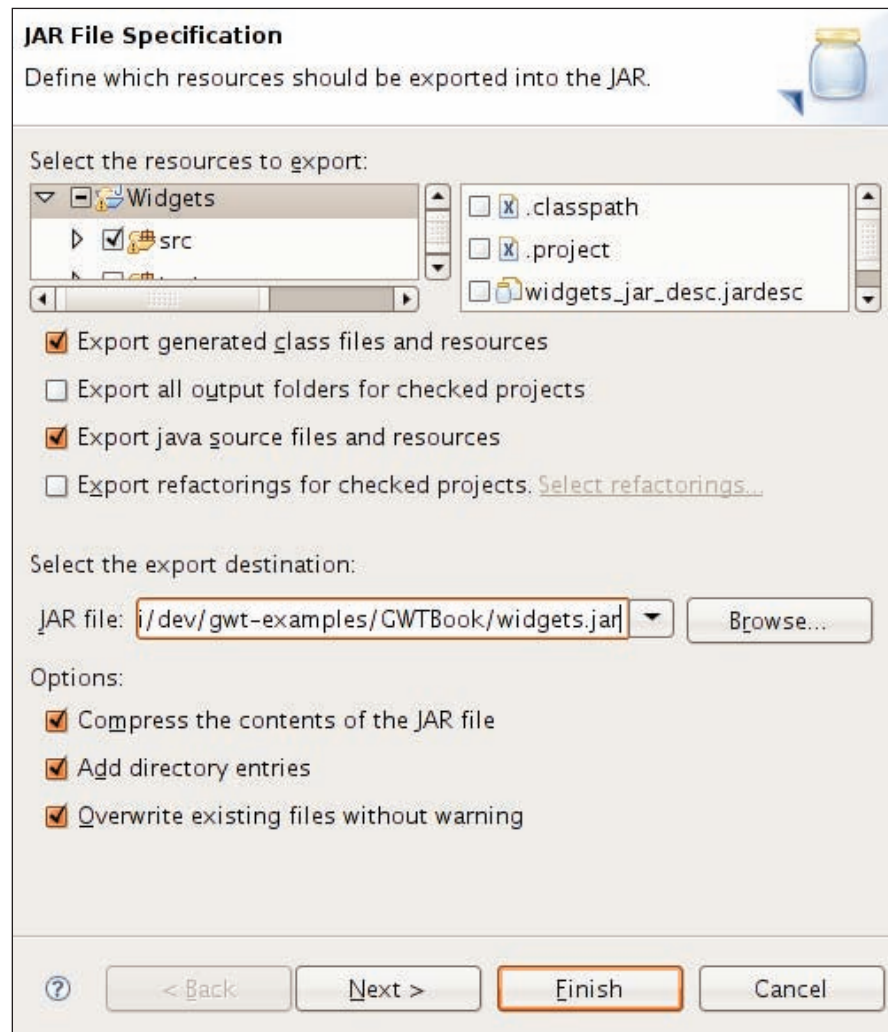 JAR File Specification
Define which resources should be exported into the JAR.
Select the resources to export:
Widgets
src
.classpath
.project
widgets_jar_desc.jardesc
Export generated class files and resources
Export all output folders for checked projects
Export java source files and resources
Export refactorings for checked projects. Select refactorings...
Select the export destination:
JAR file: i/dev/gwt-examples/GWTBook/widgets.jar Browse...
Options:
Compress the contents of the JAR file
Add directory entries
Overwrite existing files without warning
? < Back Next > Finish Cancel